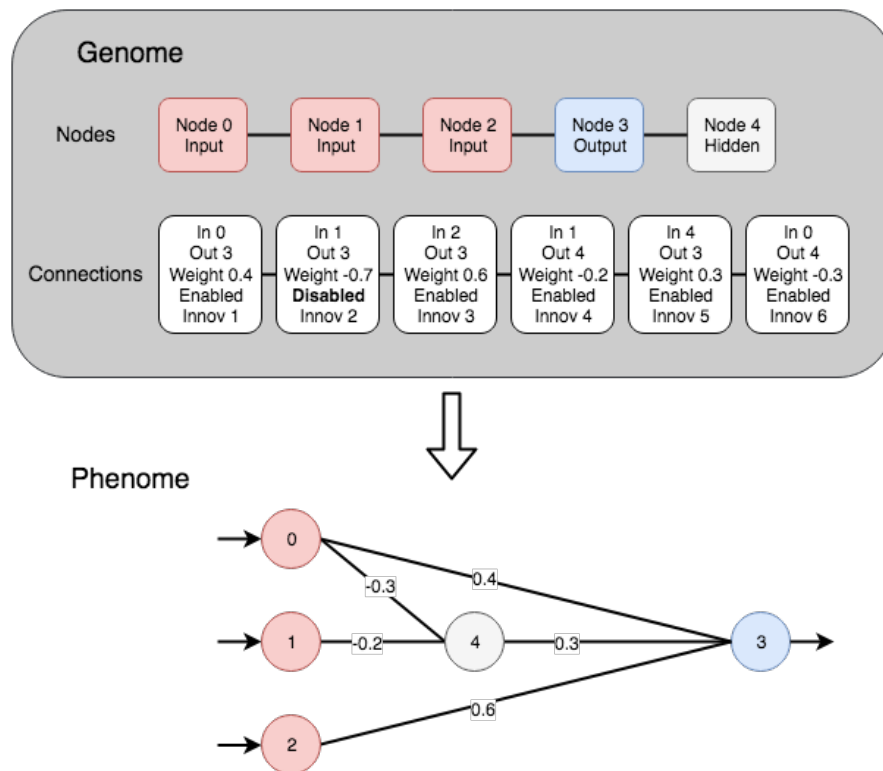 Genome
Nodes
Node 0
Input
Node 1
Input
Node 2
Input
Node 3
Output
Node 4
Hidden
Connections
In 0
Out 3
Weight 0.4
Enabled
Innov 1
In 1
Out 3
Weight -0.7
Disabled
Innov 2
In 2
Out 3
Weight 0.6
Enabled
Innov 3
In 1
Out 4
Weight -0.2
Enabled
Innov 4
In 4
Out 3
Weight 0.3
Enabled
Innov 5
In 0
Out 4
Weight -0.3
Enabled
Innov 6
Phenome
0
-0.3
0.4
1
-0.2
4
0.3
3
0.6
2